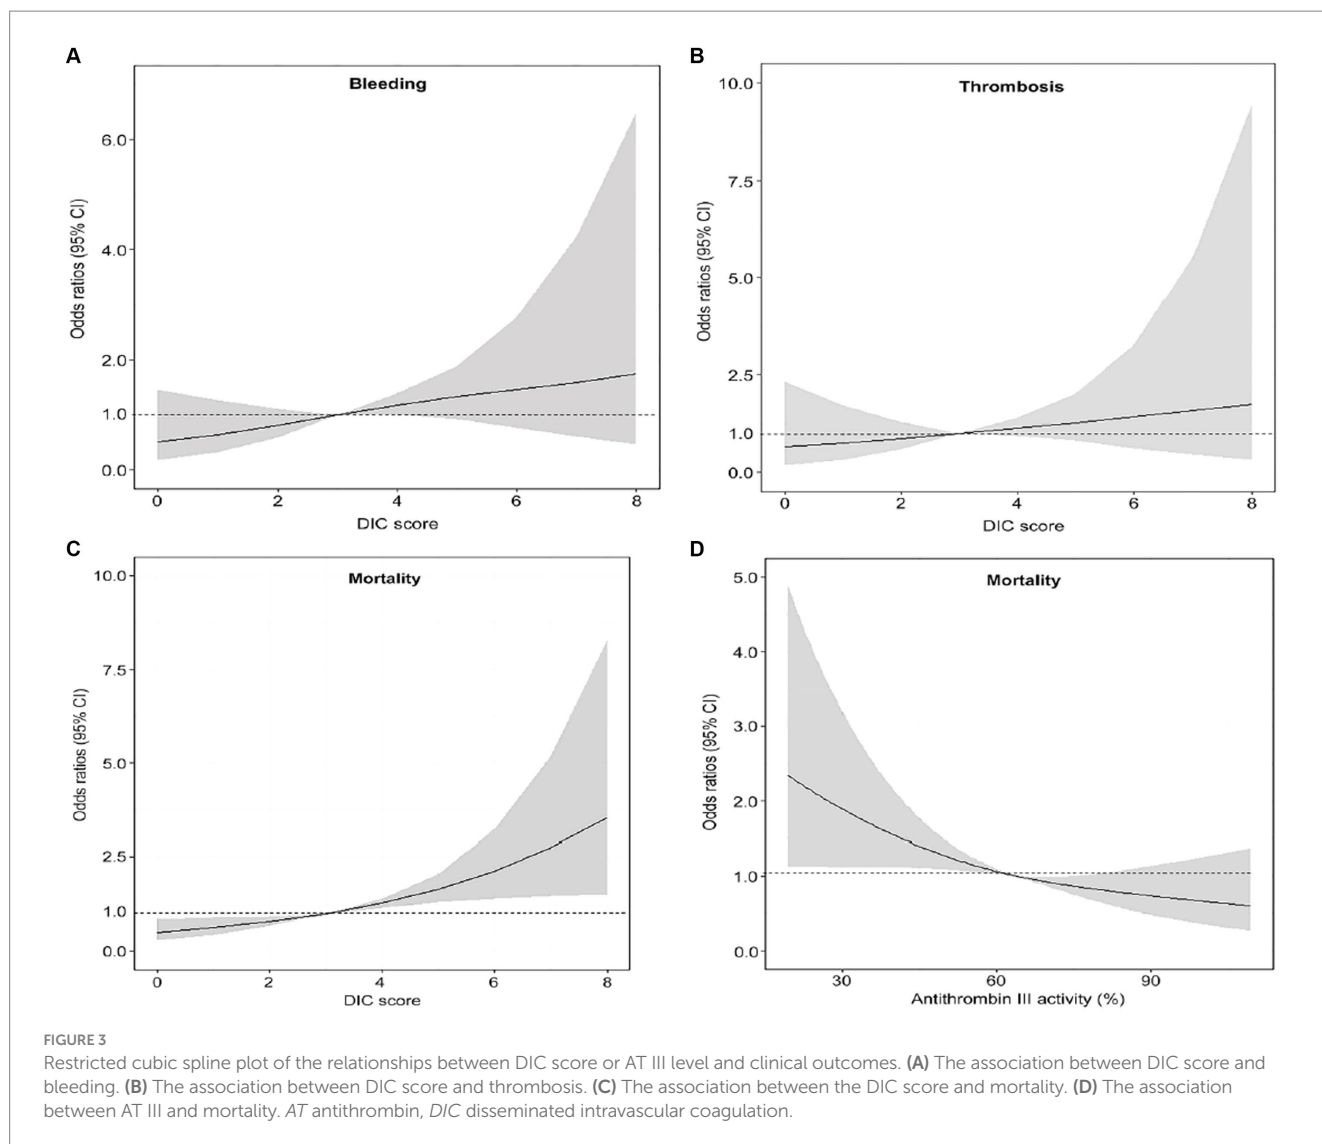 A
Bleeding
6.0
4.0
2.0
1.0
0.0
Odds ratios (95% CI)
0 2 4 6 8
DIC score
B
Thrombosis
10.0
7.5
5.0
2.5
1.0
0.0
Odds ratios (95% CI)
0 2 4 6 8
DIC score
C
Mortality
10.0
7.5
5.0
2.5
1.0
0.0
Odds ratios (95% CI)
0 2 4 6 8
DIC score
D
Mortality
5.0
4.0
3.0
2.0
1.0
0.0
Odds ratios (95% CI)
30 60 90
Antithrombin III activity (%)
FIGURE 3
Restricted cubic spline plot of the relationships between DIC score or AT III level and clinical outcomes. (A) The association between DIC score and
bleeding. (B) The association between DIC score and thrombosis. (C) The association between the DIC score and mortality. (D) The association
between AT III and mortality. AT antithrombin, DIC disseminated intravascular coagulation.